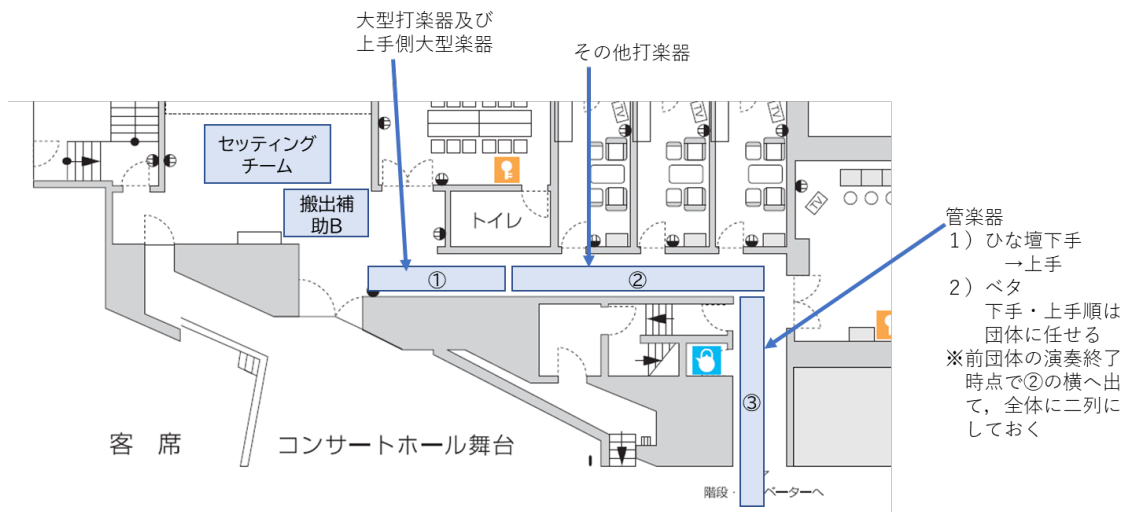 大型打楽器及び
上手側大型楽器
その他打楽器
セッティング
チーム
搬出補
助B
トイレ
TV
TV
TV
TV
①
②
③
管楽器
1）ひな壇下手
→上手
2）ベタ
下手・上手順は
団体に任せる
※前団体の演奏終了
時点で②の横へ出
て，全体に二列に
しておく
客 席
コンサートホール舞台
階段・
ベーターへ